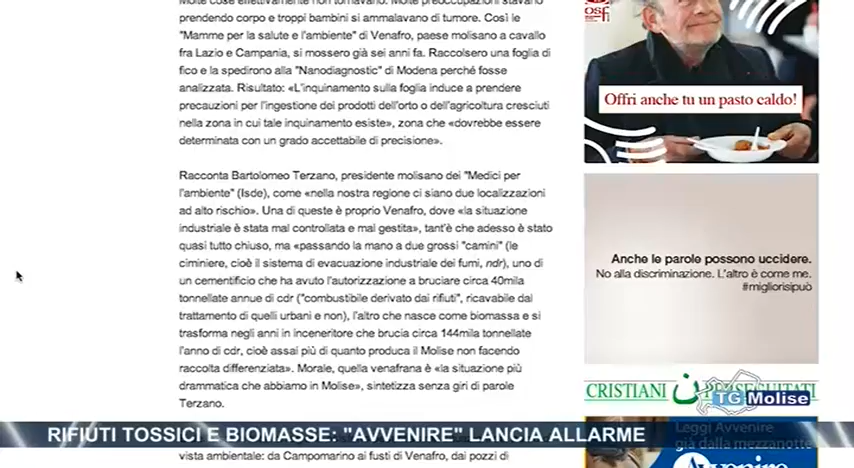 Molte cose effettivamente non tornavano. Molte preoccupazioni stavano
prendendo corpo e troppi bambini si ammalavano di tumore. Così le
"Mamme per la salute e l'ambiente" di Venafro, paese molisano a cavallo
fra Lazio e Campania, si mossero già sei anni fa. Raccolsero una foglia di
fico e la spedirono alla "Nanodiagnostic" di Modena perché fosse
analizzata. Risultato: «L'inquinamento sulla foglia induce a prendere
precauzioni per l'ingestione dei prodotti dell'orto o dell'agricoltura cresciuti
nella zona in cui tale inquinamento esiste», zona che «dovrebbe essere
determinata con un grado accettabile di precisione».
Racconta Bartolomeo Terzano, presidente molisano dei "Medici per
l'ambiente" (Isde), come «nella nostra regione ci siano due localizzazioni
ad alto rischio». Una di queste è proprio Venafro, dove «la situazione
industriale è stata mal controllata e mal gestita», tant'è che adesso è stato
quasi tutto chiuso, ma «passando la mano a due grossi "camini" (le
ciminiere, cioè il sistema di evacuazione industriale dei fumi, ndr), uno di
un cementificio che ha avuto l'autorizzazione a bruciare circa 40mila
tonnellate annue di cdr ("combustibile derivato dai rifiuti", ricavabile dal
trattamento di quelli urbani e non), l'altro che nasce come biomassa e si
trasforma negli anni in inceneritore che brucia circa 144mila tonnellate
l'anno di cdr, cioè assai più di quanto produca il Molise non facendo
raccolta differenziata». Morale, quella venafrana è «la situazione più
drammatica che abbiamo in Molise», sintetizza senza giri di parole
Terzano.
vista ambientale: da Campomarino ai fusti di Venafro, dai pozzi di
Offri anche tu un pasto caldo!
Anche le parole possono uccidere.
No alla discriminazione. L'altro è come me.
#migliorisipuò
CRISTIANI ن PERSEGUITATI
TG Molise
RIFIUTI TOSSICI E BIOMASSE: "AVVENIRE" LANCIA ALLARME
Leggi Avvenire
già dalla mezzanotte
Avvenire